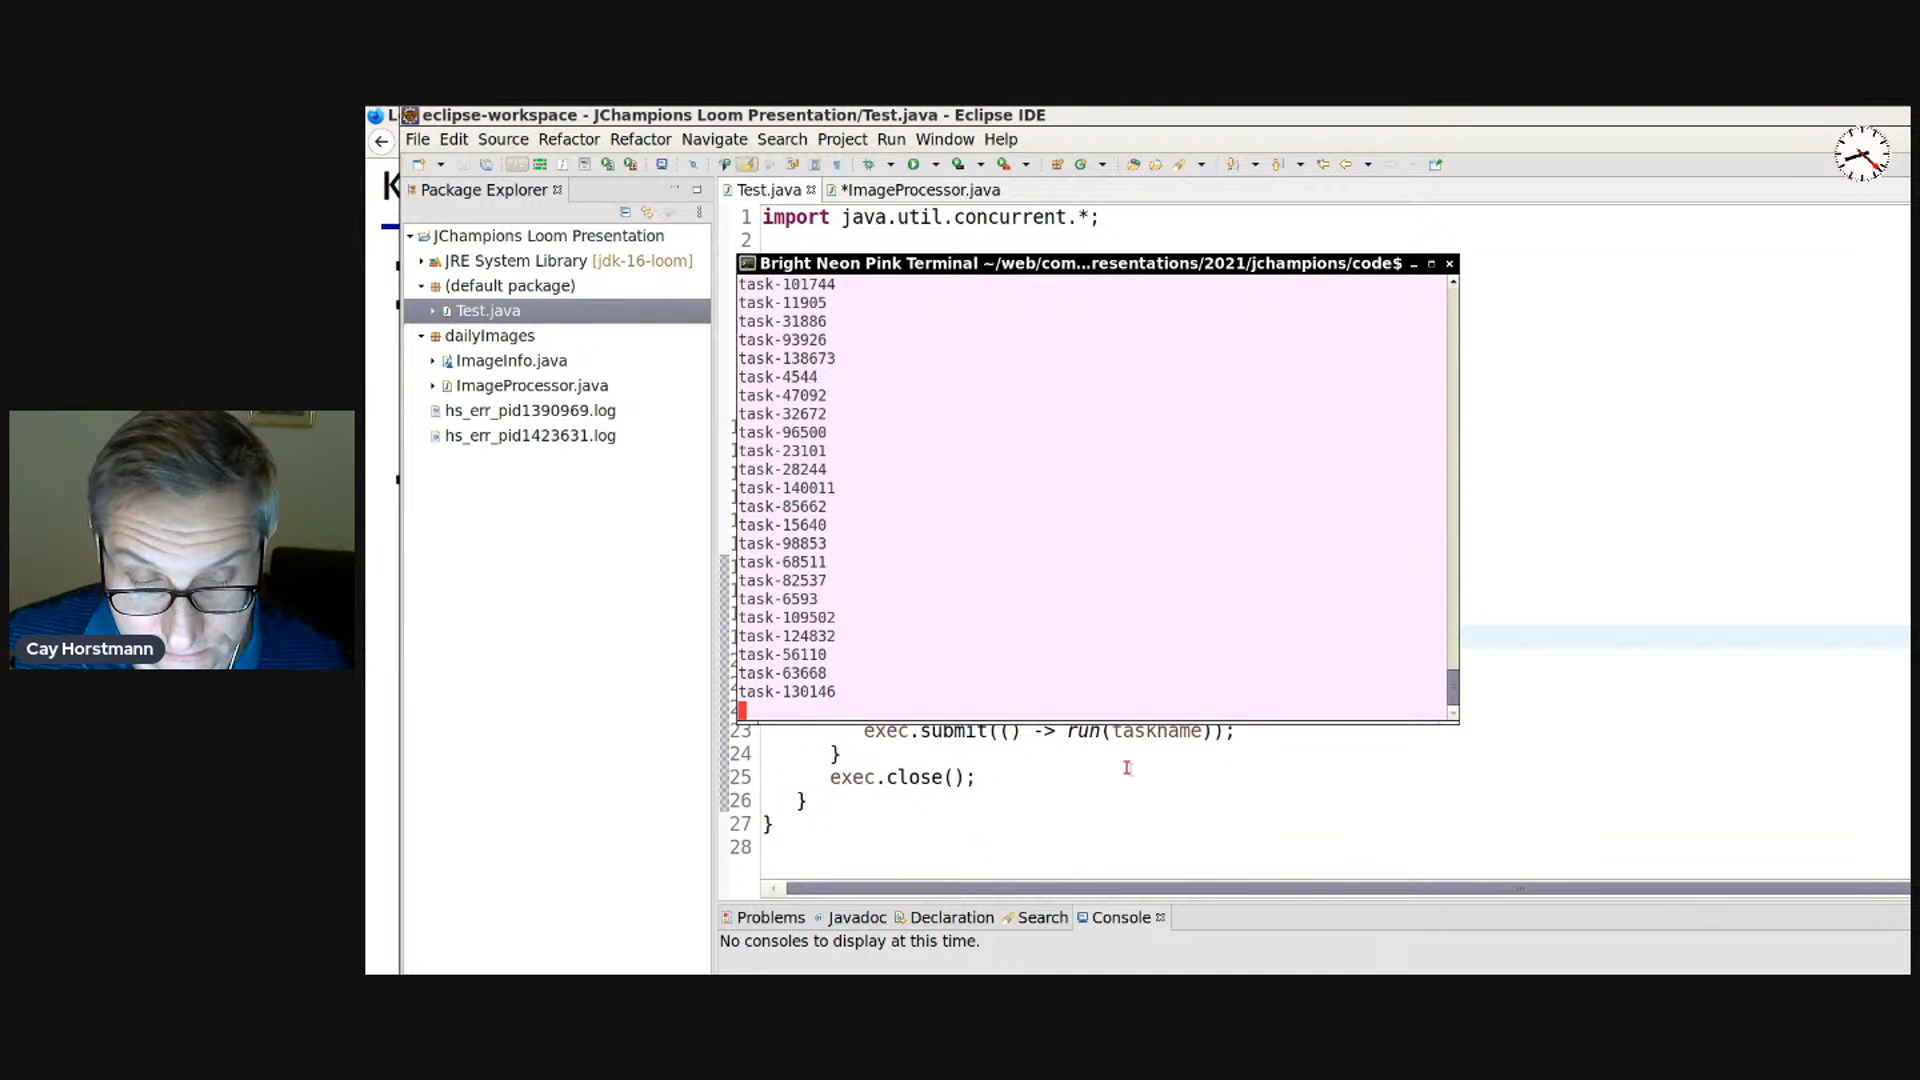 L
eclipse-workspace - JChampions Loom Presentation/Test.java - Eclipse IDE
File Edit Source Refactor Refactor Navigate Search Project Run Window Help
K
Package Explorer
JChampions Loom Presentation
JRE System Library [jdk-16-loom]
(default package)
Test.java
dailyImages
ImageInfo.java
ImageProcessor.java
hs_err_pid1390969.log
hs_err_pid1423631.log
Test.java
*ImageProcessor.java
1 import java.util.concurrent.*;
2
Bright Neon Pink Terminal ~/web/com...resentations/2021/jchampions/code$
task-101744
task-11905
task-31886
task-93926
task-138673
task-4544
task-47092
task-32672
task-96500
task-23101
task-28244
task-140011
task-85662
task-15640
task-98853
task-68511
task-82537
task-6593
task-109502
task-124832
task-56110
task-63668
task-130146
23 exec.submit(() -> run(taskname));
24 }
25 exec.close();
26 }
27 }
28
Problems Javadoc Declaration Search Console
No consoles to display at this time.
Cay Horstmann